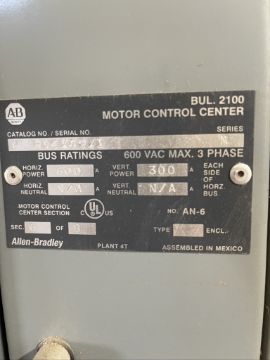 AB
BUL. 2100
MOTOR CONTROL CENTER
CATALOG NO. / SERIAL NO. SERIES
BUS RATINGS 600 VAC MAX. 3 PHASE
HORIZ. POWER 600 A VERT. POWER 300 A EACH SIDE OF HORZ. BUS
HORIZ. NEUTRAL N/A A VERT. NEUTRAL N/A A
MOTOR CONTROL CENTER SECTION UL NO. AN-6
SEC. OF TYPE ENCL.
Allen-Bradley PLANT 4T ASSEMBLED IN MEXICO